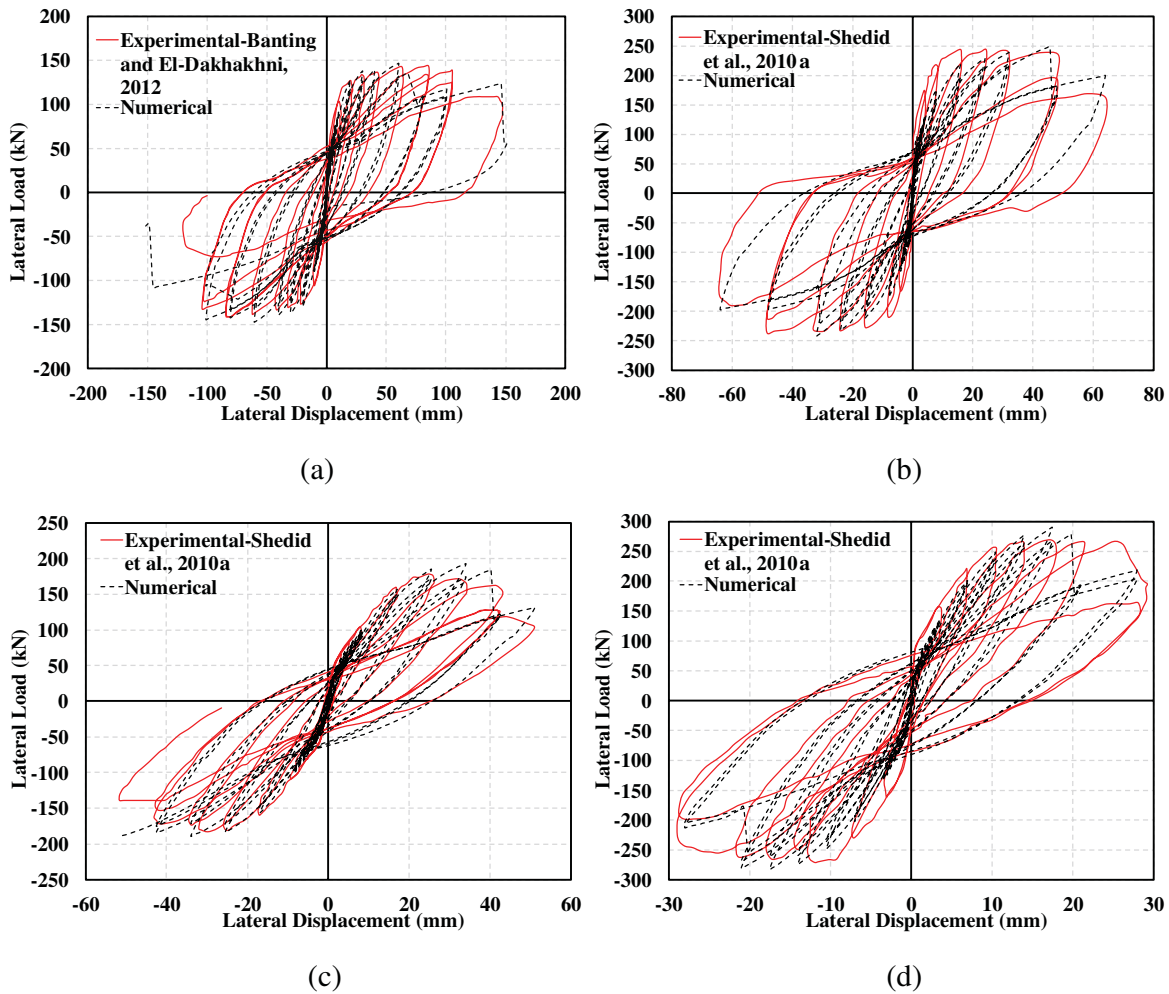 200
150
100
50
0
-50
-100
-150
-200
-200 -150 -100 -50 0 50 100 150 200
Lateral Load (kN)
Lateral Displacement (mm)
Experimental-Banting
and El-Dakhakhni,
2012
Numerical
(a)
300
250
200
150
100
50
0
-50
-100
-150
-200
-250
-300
-80 -60 -40 -20 0 20 40 60 80
Lateral Load (kN)
Lateral Displacement (mm)
Experimental-Shedid
et al., 2010a
Numerical
(b)
250
200
150
100
50
0
-50
-100
-150
-200
-250
-60 -40 -20 0 20 40 60
Lateral Load (kN)
Lateral Displacement (mm)
Experimental-Shedid
et al., 2010a
Numerical
(c)
300
250
200
150
100
50
0
-50
-100
-150
-200
-250
-300
-30 -20 -10 0 10 20 30
Lateral Load (kN)
Lateral Displacement (mm)
Experimental-Shedid
et al., 2010a
Numerical
(d)